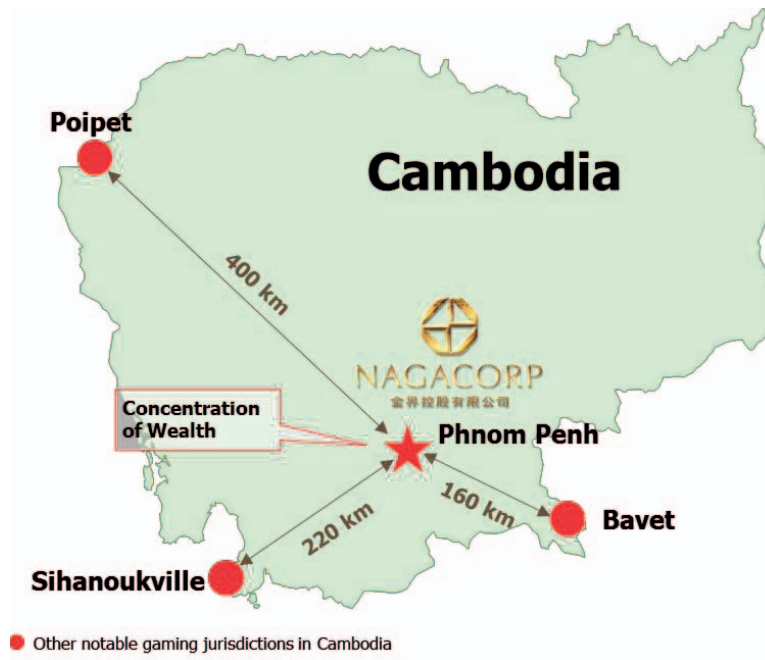 Poipet
Cambodia
400 km
NAGACORP
金界控股有限公司
Concentration
of Wealth
Phnom Penh
160 km
220 km
Bavet
Sihanoukville
Other notable gaming jurisdictions in Cambodia